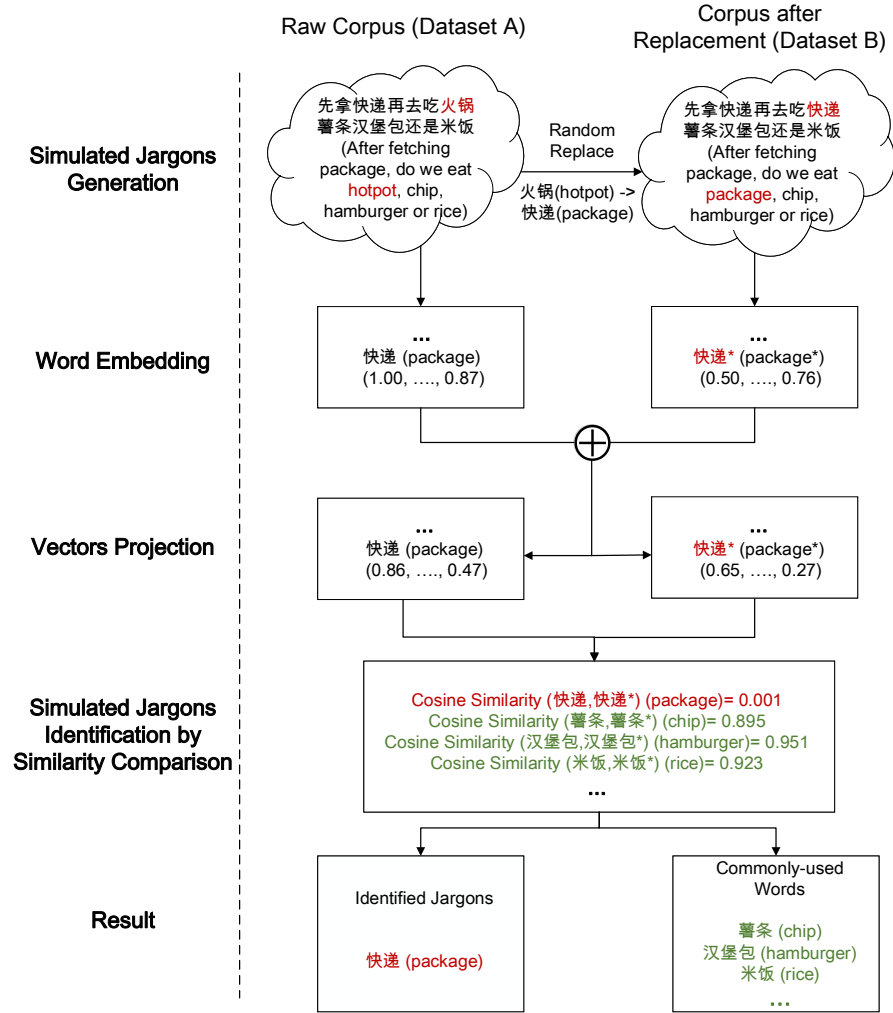 Raw Corpus (Dataset A)
Corpus after
Replacement (Dataset B)
Simulated Jargons
Generation
先拿快递再去吃火锅
薯条汉堡包还是米饭
(After fetching
package, do we eat
hotpot, chip,
hamburger or rice)
Random
Replace
火锅(hotpot) ->
快递(package)
先拿快递再去吃快递
薯条汉堡包还是米饭
(After fetching
package, do we eat
package, chip,
hamburger or rice)
Word Embedding
...
快递 (package)
(1.00, …., 0.87)
...
快递* (package*)
(0.50, …., 0.76)
Vectors Projection
...
快递 (package)
(0.86, …., 0.47)
...
快递* (package*)
(0.65, …., 0.27)
Simulated Jargons
Identification by
Similarity Comparison
Cosine Similarity (快递,快递*) (package)= 0.001
Cosine Similarity (薯条,薯条*) (chip)= 0.895
Cosine Similarity (汉堡包,汉堡包*) (hamburger)= 0.951
Cosine Similarity (米饭,米饭*) (rice)= 0.923
...
Result
Identified Jargons
快递 (package)
Commonly-used
Words
薯条 (chip)
汉堡包 (hamburger)
米饭 (rice)
...